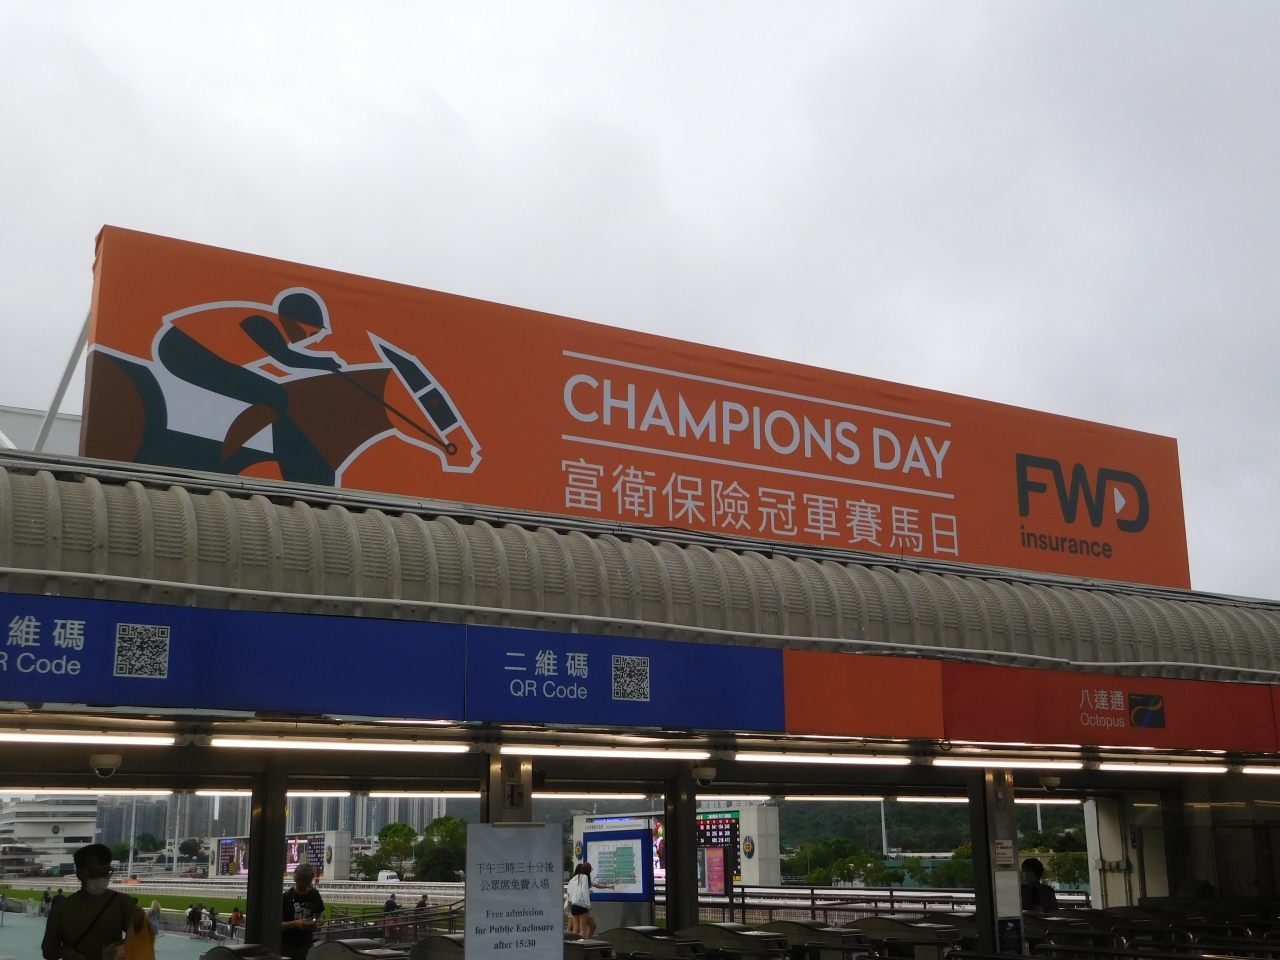 CHAMPIONS DAY
富衛保險冠軍賽馬日
FWD
insurance
維碼
R Code
二維碼
QR Code
八達通
Octopus
下午三時三十分後
公眾席免費入場
Free admission
for Public Enclosure
after 15:30